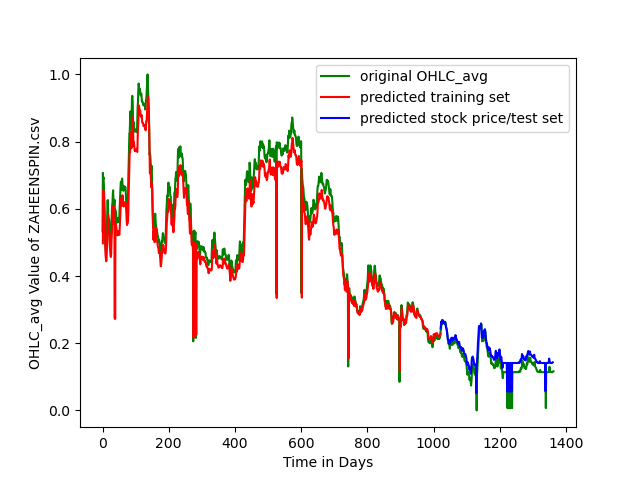 original OHLC_avg
predicted training set
predicted stock price/test set
OHLC_avg Value of ZAHEENSPIN.csv
1.0
0.8
0.6
0.4
0.2
0.0
0 200 400 600 800 1000 1200 1400
Time in Days